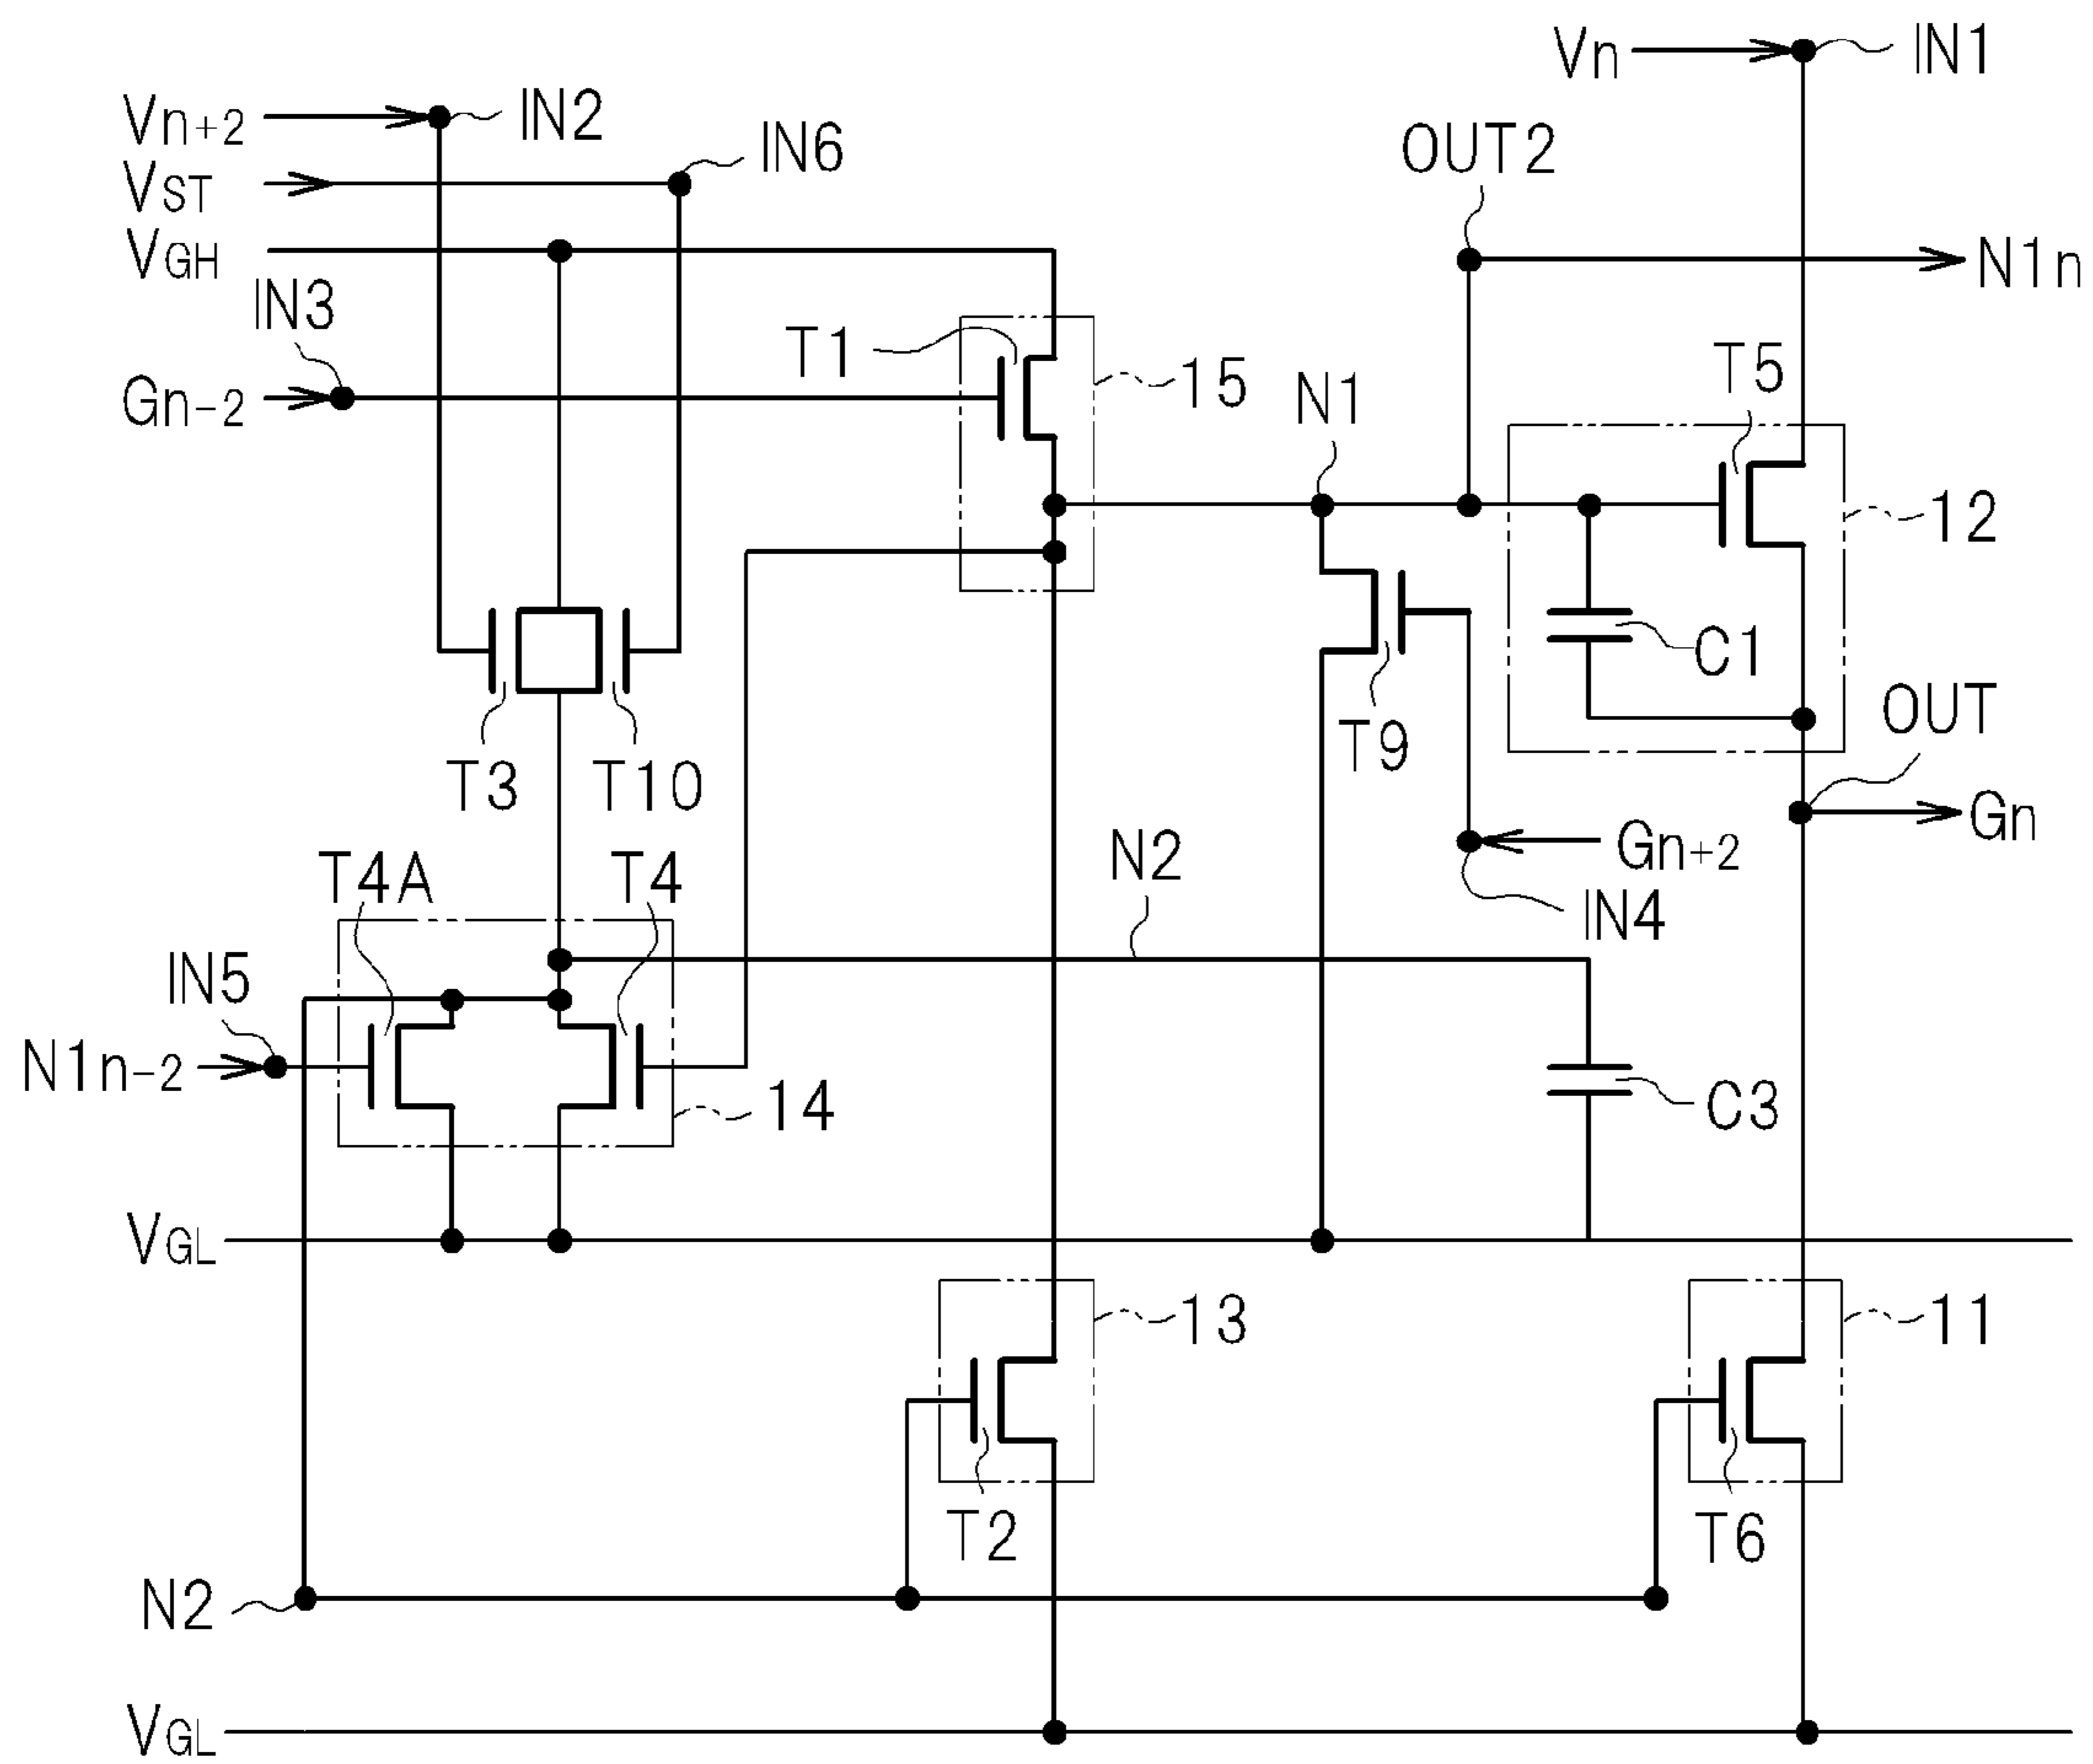 Vn
IN1
Vn+2
IN2
VST
IN6
OUT2
VGH
N1n
IN3
T1
15
T5
Gn-2
N1
12
C1
T3
T10
T9
OUT
Gn
N2
Gn+2
T4A
T4
IN4
IN5
N1n-2
14
C3
VGL
13
11
T2
T6
N2
VGL